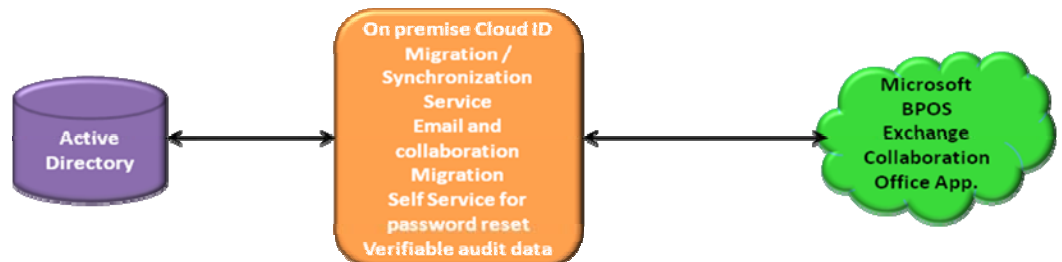 Active
Directory
On premise Cloud ID
Migration /
Synchronization
Service
Email and
collaboration
Migration
Self Service for
password reset
Verifiable audit data
Microsoft
BPOS
Exchange
Collaboration
Office App.